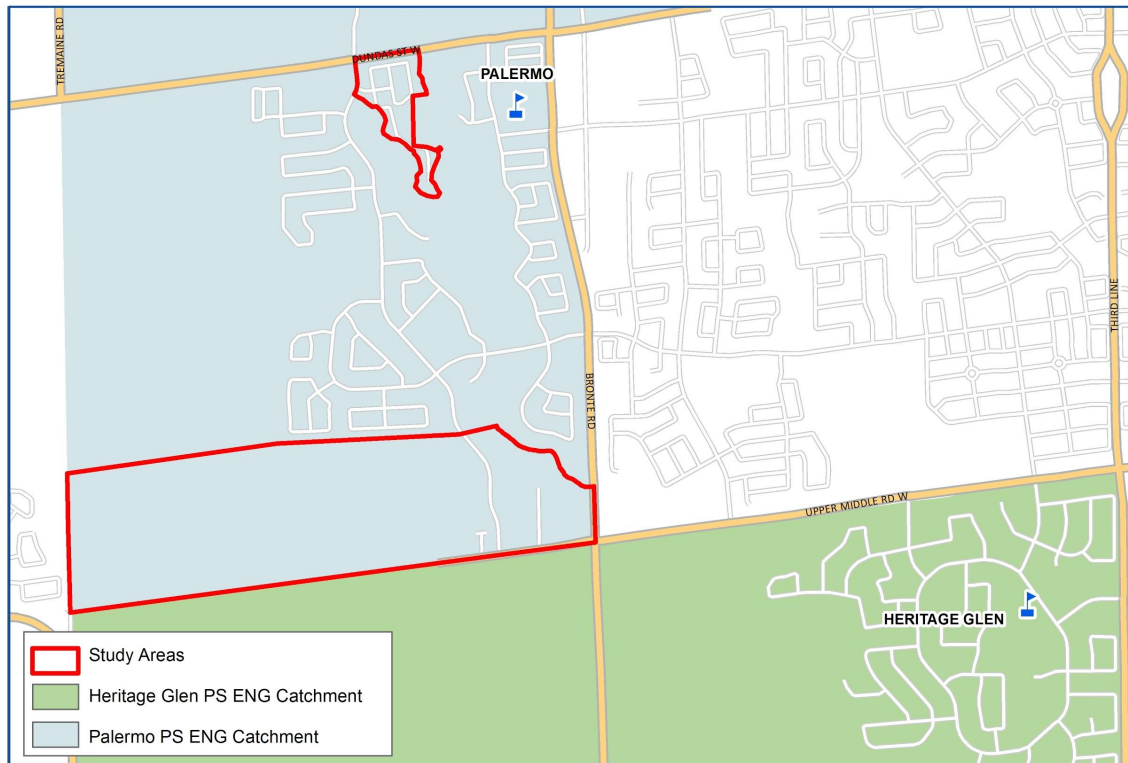 TREMAINE RD
DUNDAS ST W
PALERMO
THIRD LINE
BRONTE RD
UPPER MIDDLE RD W
HERITAGE GLEN
Study Areas
Heritage Glen PS ENG Catchment
Palermo PS ENG Catchment